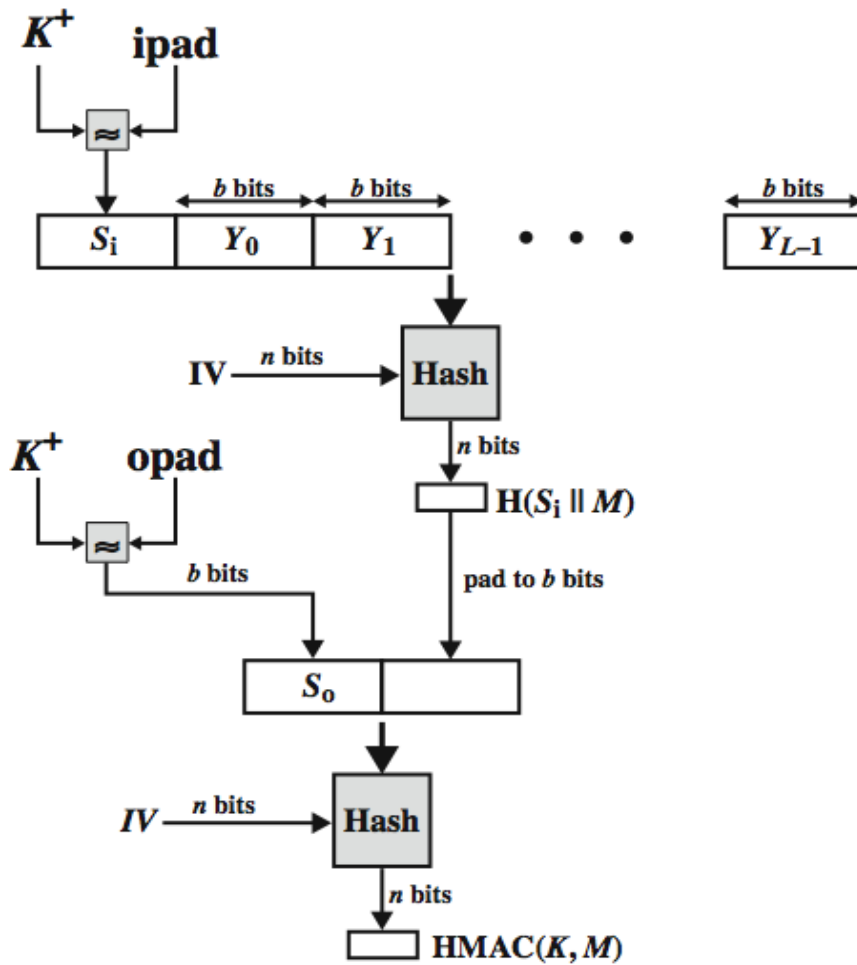 K⁺ ipad
≈
b bits b bits b bits
Sᵢ Y₀ Y₁ • • • Y_{L–1}
IV n bits Hash
n bits
K⁺ opad
H(Sᵢ || M)
≈
b bits pad to b bits
Sₒ
IV n bits Hash
n bits
HMAC(K, M)